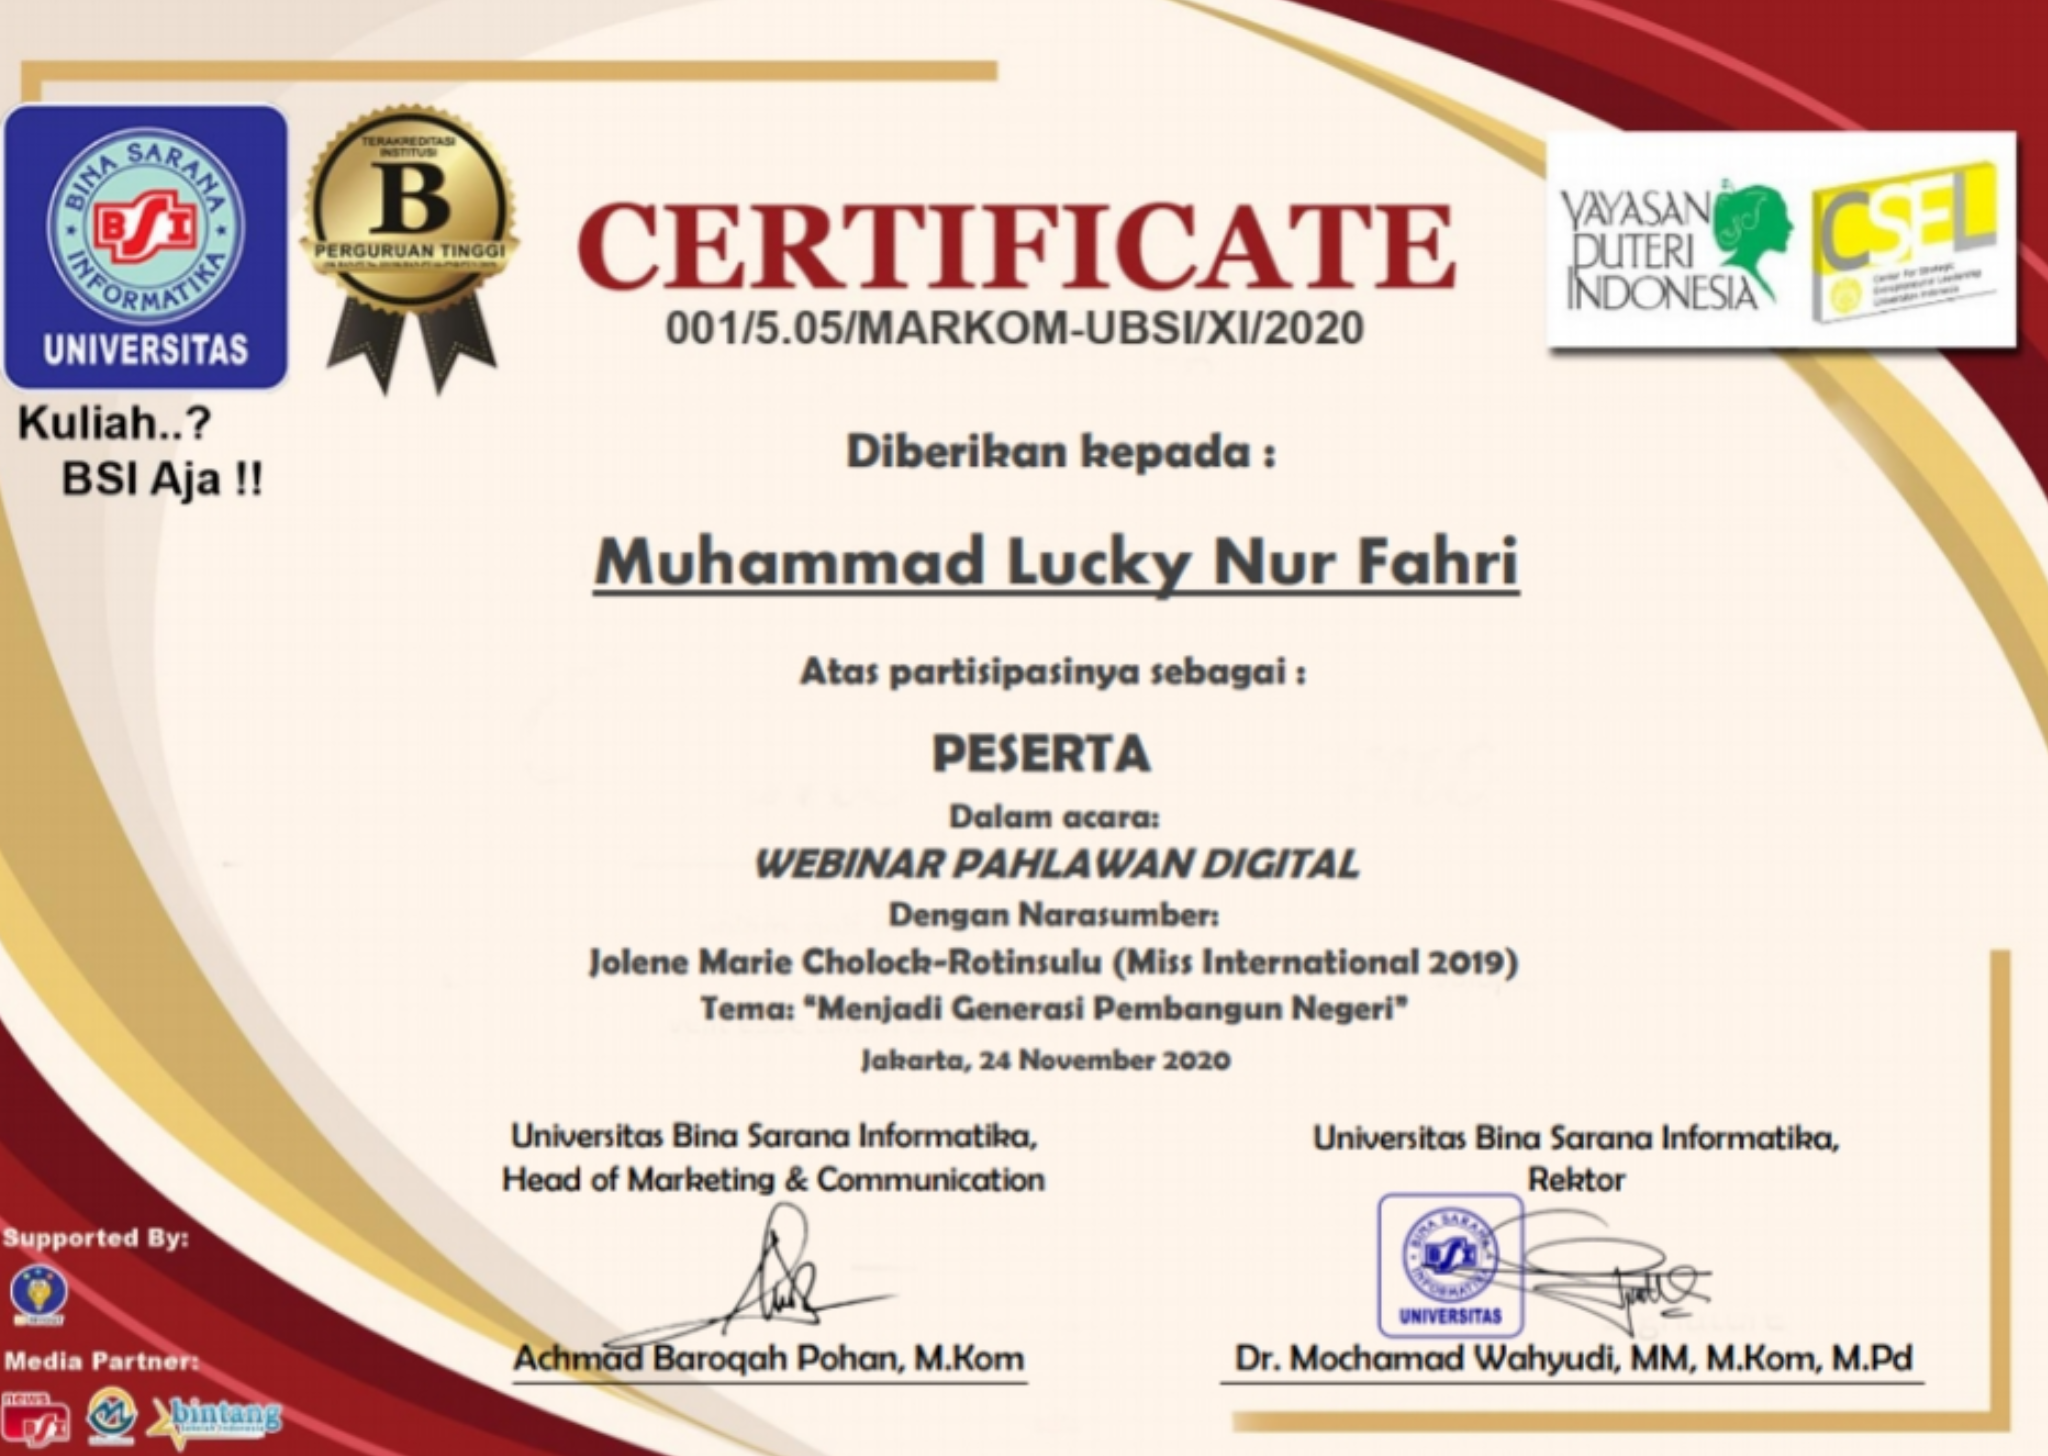 BINA SARANA
BSI
INFORMATIKA
UNIVERSITAS
Kuliah..?
BSI Aja !!
TERAKREDITASI
INSTITUSI
B
PERGURUAN TINGGI
CERTIFICATE
001/5.05/MARKOM-UBSI/XI/2020
YAYASAN
PUTERI
INDONESIA
CSEL
Diberikan kepada :
Muhammad Lucky Nur Fahri
Atas partisipasinya sebagai :
PESERTA
Dalam acara:
WEBINAR PAHLAWAN DIGITAL
Dengan Narasumber:
Jolene Marie Cholock-Rotinsulu (Miss International 2019)
Tema: "Menjadi Generasi Pembangun Negeri"
Jakarta, 24 November 2020
Universitas Bina Sarana Informatika,
Head of Marketing & Communication
Achmad Baroqah Pohan, M.Kom
Universitas Bina Sarana Informatika,
Rektor
BINA SARANA
BSI
INFORMATIKA
UNIVERSITAS
Dr. Mochamad Wahyudi, MM, M.Kom, M.Pd
Supported By:
Media Partner:
news
BSI
bintang